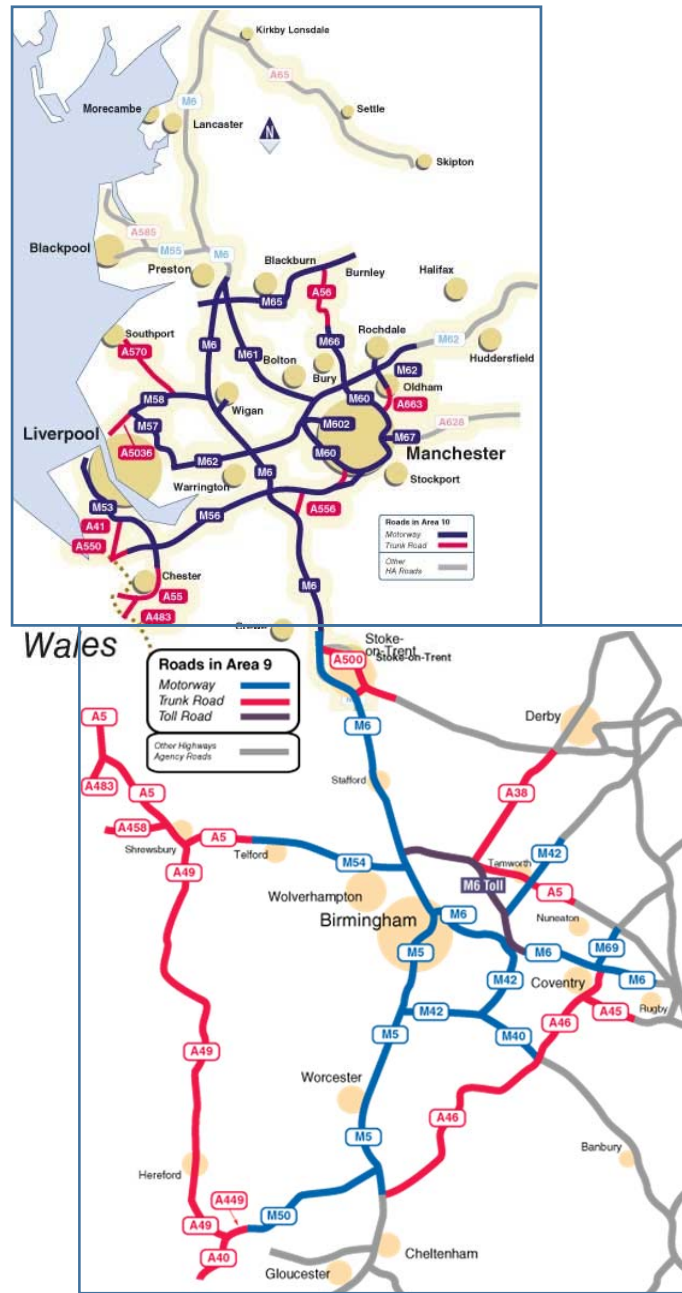 Kirkby Lonsdale
A65
M6
Morecambe
Lancaster
Settle
N
Skipton
A585
Blackpool
M55
M6
Preston
Blackburn
Burnley
Halifax
M65
A56
Southport
Rochdale
M62
A570
M6
M61
M66
Huddersfield
Bolton
Bury
M62
Oldham
M58
Wigan
M60
A663
M57
M602
A628
Liverpool
M67
A5036
M62
M60
Manchester
M6
Warrington
Stockport
M53
M56
A556
A41
Roads in Area 10
Motorway
Trunk Road
Other
HA Roads
A550
Chester
M6
A55
A483
Wales
Stoke-
on-Trent
Stoke-on-Trent
A500
Roads in Area 9
Motorway
Trunk Road
Toll Road
Other Highways
Agency Roads
A5
M6
Derby
A483
A5
Stafford
A38
A458
Shrewsbury
A5
Telford
M54
M42
A49
Tamworth
M6 Toll
A5
Wolverhampton
Birmingham
M6
Nuneaton
M5
M6
M69
M42
Coventry
M6
Rugby
M42
A45
M5
M40
A46
A49
Worcester
A46
M5
Banbury
Hereford
A449
A49
M50
A40
Cheltenham
Gloucester